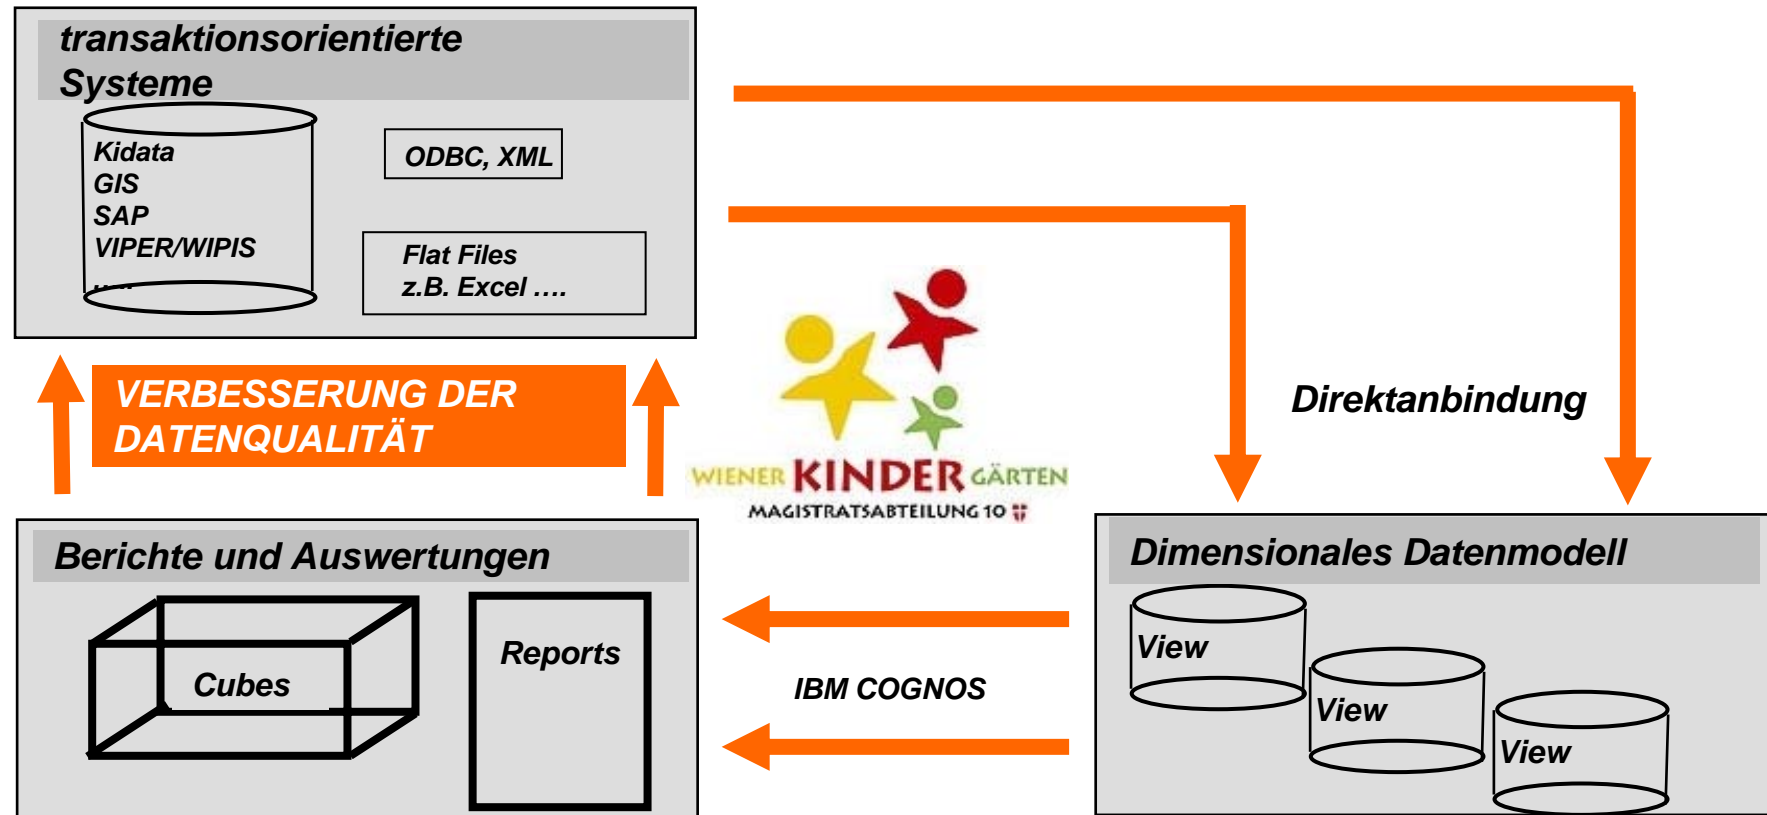 transaktionsorientierte
Systeme
Kidata
GIS
SAP
VIPER/WIPIS
.....
ODBC, XML
Flat Files
z.B. Excel ....
VERBESSERUNG DER
DATENQUALITÄT
WIENER KINDER GÄRTEN
MAGISTRATSABTEILUNG 10
Direktanbindung
Berichte und Auswertungen
Cubes
Reports
IBM COGNOS
Dimensionales Datenmodell
View
View
View